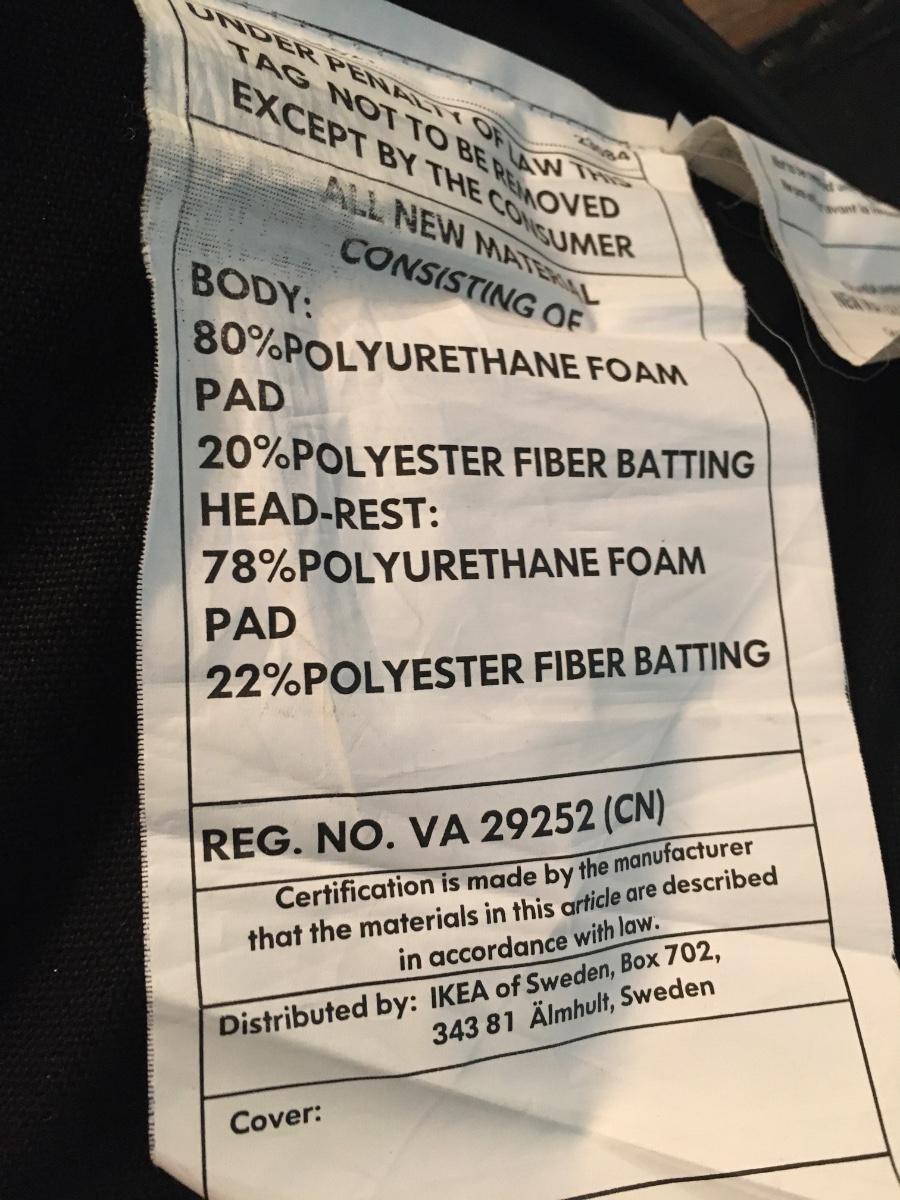 UNDER PENALTY OF LAW THIS
TAG NOT TO BE REMOVED
EXCEPT BY THE CONSUMER
ALL NEW MATERIAL
CONSISTING OF
BODY:
80%POLYURETHANE FOAM
PAD
20%POLYESTER FIBER BATTING
HEAD-REST:
78%POLYURETHANE FOAM
PAD
22%POLYESTER FIBER BATTING
REG. NO. VA 29252 (CN)
Certification is made by the manufacturer
that the materials in this article are described
in accordance with law.
Distributed by: IKEA of Sweden, Box 702,
343 81 Älmhult, Sweden
Cover: